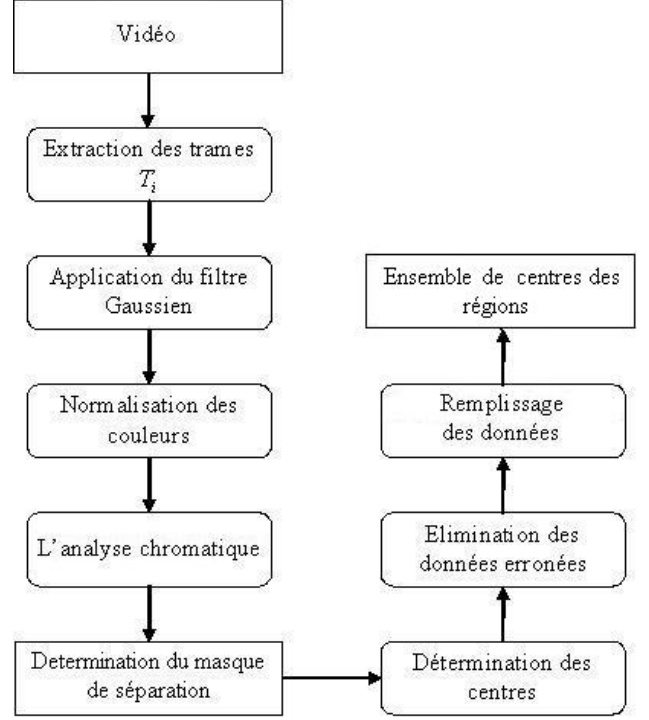 Vidéo
Extraction des trames
T_i
Application du filtre
Gaussien
Normalisation des
couleurs
L'analyse chromatique
Determination du masque
de séparation
Détermination des
centres
Elimination des
données erronées
Remplissage
des données
Ensemble de centres des
régions